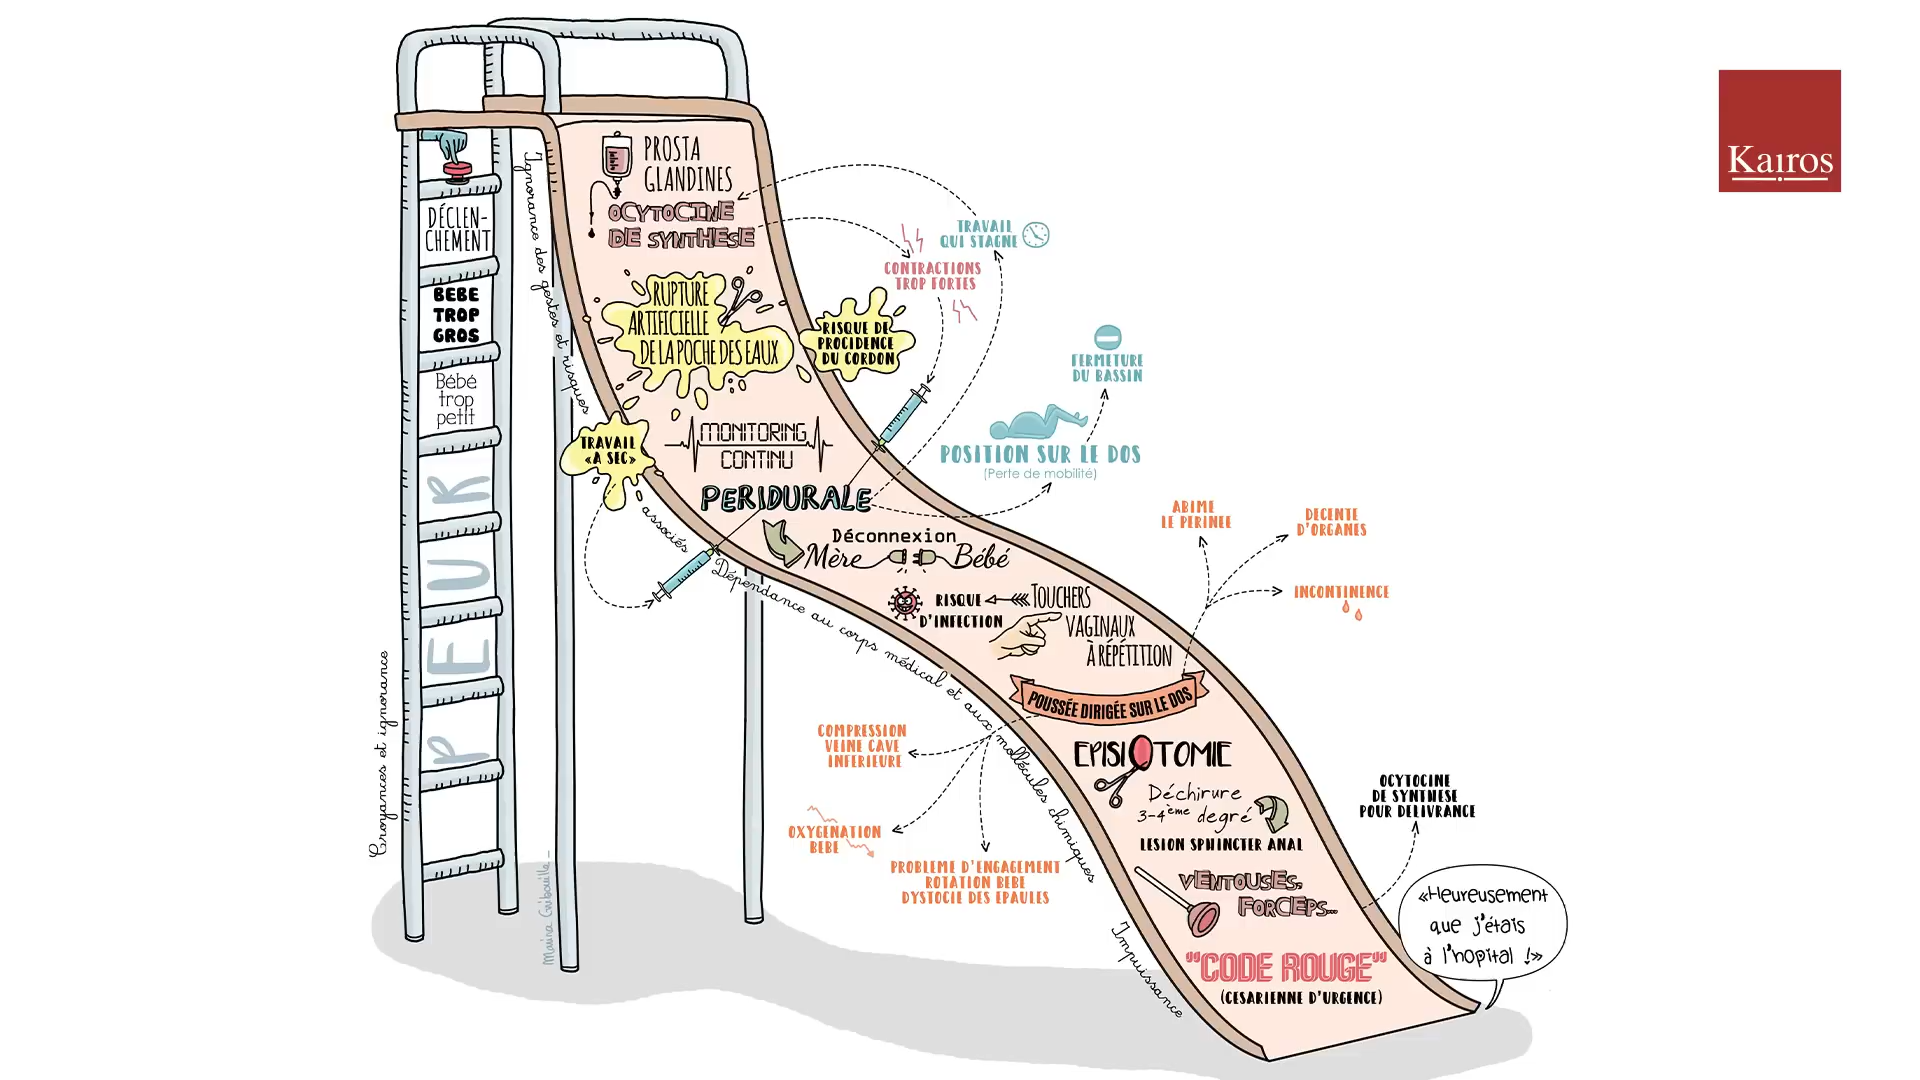 Kairos
DÉCLEN-
CHEMENT
BEBE
TROP
GROS
Bébé
trop
petit
PEUR
Croyances et ignorance
Marina Gribouille
Ignorance des gestes et risques
associés
Dépendance au corps médical et aux mollécules chimiques
Impuissance
PROSTA
GLANDINES
OCYTOCINE
DE SYNTHESE
TRAVAIL
QUI STAGNE
CONTRACTIONS
TROP FORTES
RUPTURE
ARTIFICIELLE
DE LA POCHE DES EAUX
RISQUE DE
PROCIDENCE
DU CORDON
FERMETURE
DU BASSIN
TRAVAIL
«A SEC»
MONITORING
CONTINU
POSITION SUR LE DOS
(Perte de mobilité)
PERIDURALE
Déconnexion
Mère Bébé
ABIME
LE PERINEE
DECENTE
D'ORGANES
INCONTINENCE
RISQUE
D'INFECTION
TOUCHERS
VAGINAUX
À RÉPÉTITION
POUSSÉE DIRIGÉE SUR LE DOS
COMPRESSION
VEINE CAVE
INFERIEURE
OXYGENATION
BEBE
PROBLEME D'ENGAGEMENT
ROTATION BEBE
DYSTOCIE DES EPAULES
EPISIOTOMIE
Déchirure
3-4ème degré
LESION SPHINCTER ANAL
OCYTOCINE
DE SYNTHESE
POUR DELIVRANCE
VENTOUSES,
FORCEPS...
"CODE ROUGE"
(CESARIENNE D'URGENCE)
«Heureusement
que j'étais
à l'hopital !»